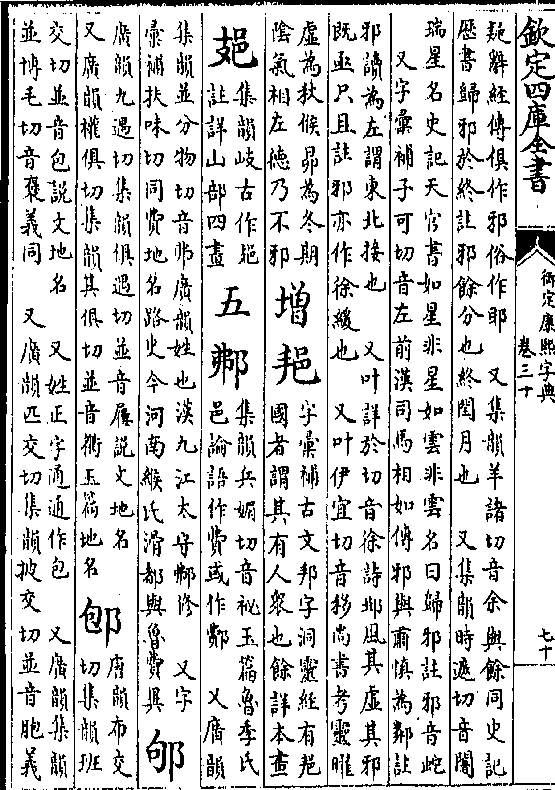 欽定四庫全書
御定康熙字典
卷三十
七十
疑辭經傳俱作邪俗作耶 又集韻羊諸切音余與餘同史記
歷書歸邪於終註邪餘分也終閏月也 又集韻時遮切音闍
瑞星名史記天官書如星非星如雲非雲名曰歸邪註邪音蛇
又字彙補子可切音左前漢司馬相如傳邪與肅慎為鄰註
邪讀為左謂東北接也 又叶詳於切音徐詩邶風其虛其邪
既亟只且註邪亦作徐緩也 又叶伊宜切音移尚書考靈曜
虛為秋候昴為冬期
陰氣相左德乃不邪
增𨙨
字彙補古文邦字洞靈經有𨙨
國者謂其有人眾也餘詳本畫
𨙸
集韻岐古作𨙸
註詳山部四畫
五
䣀
集韻兵媚切音祕玉篇魯季氏
邑論語作費或作䣀 又廣韻
集韻並分物切音弗廣韻姓也漢九江太守䣀修 又字
彙補扶味切同費地名路史今河南緱氏滑都與魯費異
邭
廣韻九遇切集韻俱遇切並音屨說文地名
又廣韻權俱切集韻其俱切並音衢玉篇地名
郇
廣韻布交
切集韻班
交切並音包說文地名 又姓正字通通作包 又廣韻集韻
並博毛切音襃義同 又廣韻匹交切集韻披交切並音胞義